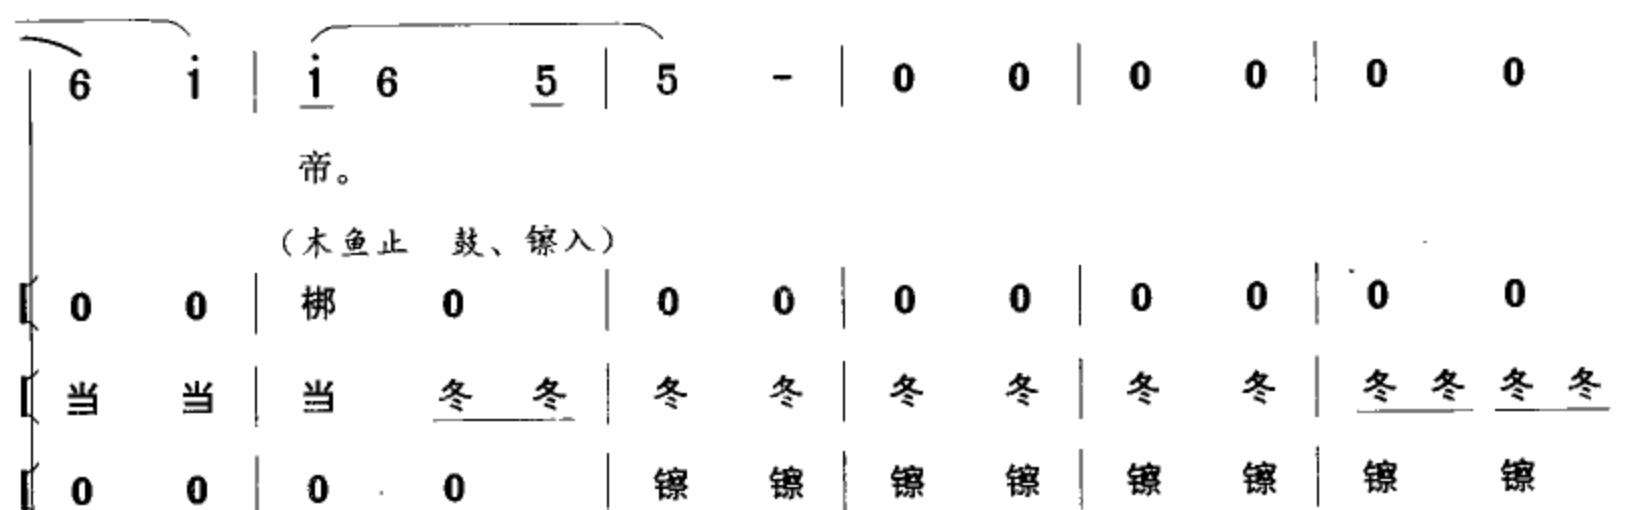 6 i | i 6 5 | 5 - | 0 0 | 0 0 | 0 0
帝。
（木鱼止 鼓、镲入）
0 0 | 梆 0 | 0 0 | 0 0 | 0 0 | 0 0
当 当 | 当 冬 冬 | 冬 冬 | 冬 冬 | 冬 冬 | 冬 冬 冬 冬
0 0 | 0 0 | 镲 镲 | 镲 镲 | 镲 镲 | 镲 镲